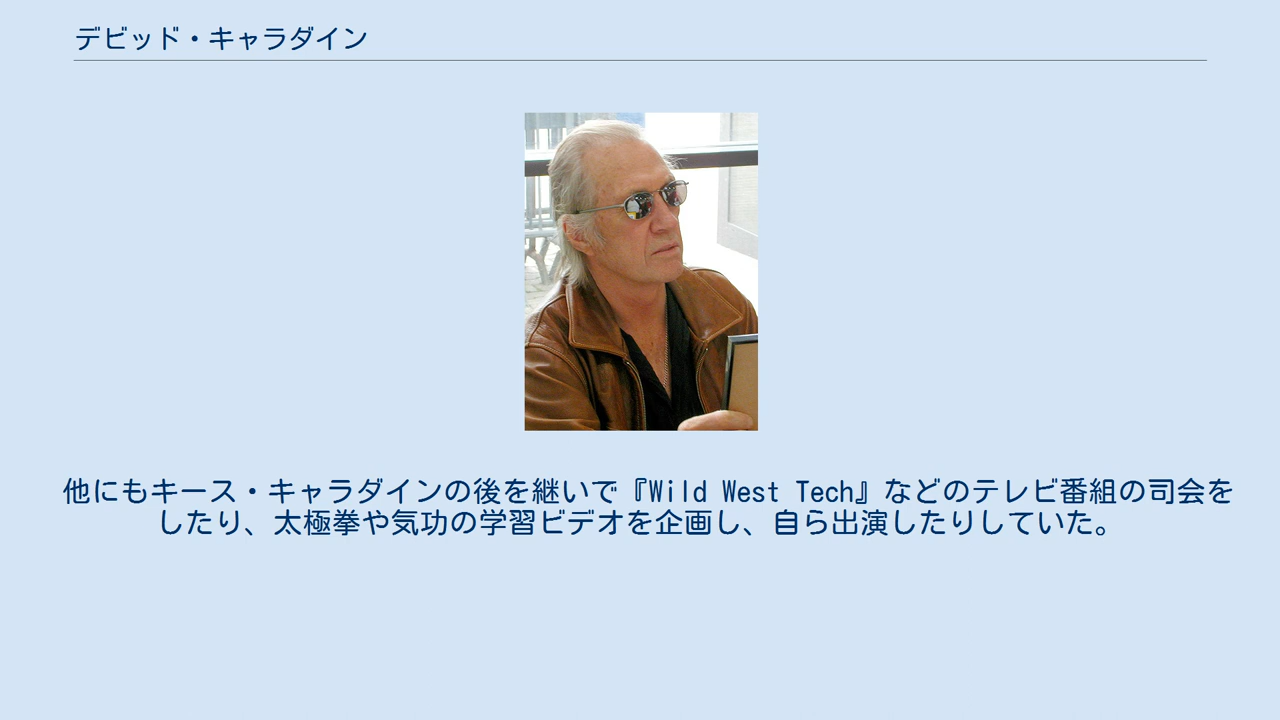 デビッド・キャラダイン
他にもキース・キャラダインの後を継いで『Wild West Tech』などのテレビ番組の司会を
したり、太極拳や気功の学習ビデオを企画し、自ら出演したりしていた。